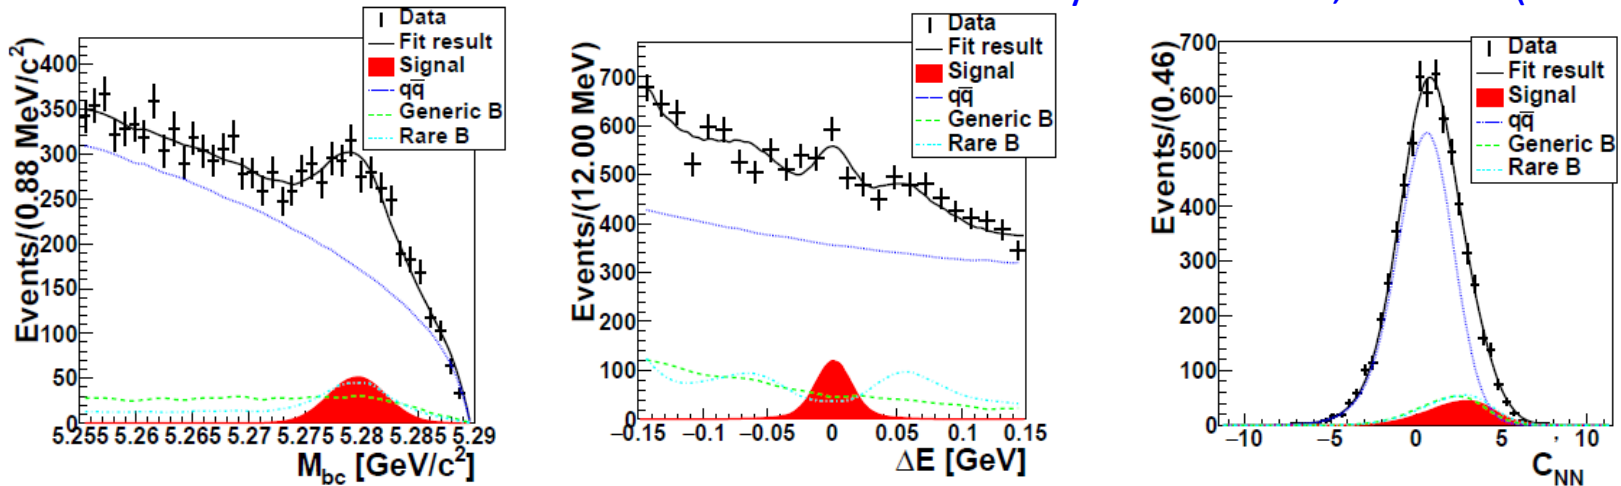 Events/(0.88 MeV/c²)
400
350
300
250
200
150
100
50
0
5.255 5.26 5.265 5.27 5.275 5.28 5.285 5.29
M_bc [GeV/c²]
Data
Fit result
Signal
qq̅
Generic B
Rare B
Events/(12.00 MeV)
700
600
500
400
300
200
100
0
−0.15 −0.1 −0.05 0 0.05 0.1 0.15
ΔE [GeV]
Data
Fit result
Signal
qq̅
Generic B
Rare B
Events/(0.46)
700
600
500
400
300
200
100
0
−10 −5 0 5 10
C_NN
Data
Fit result
Signal
qq̅
Generic B
Rare B